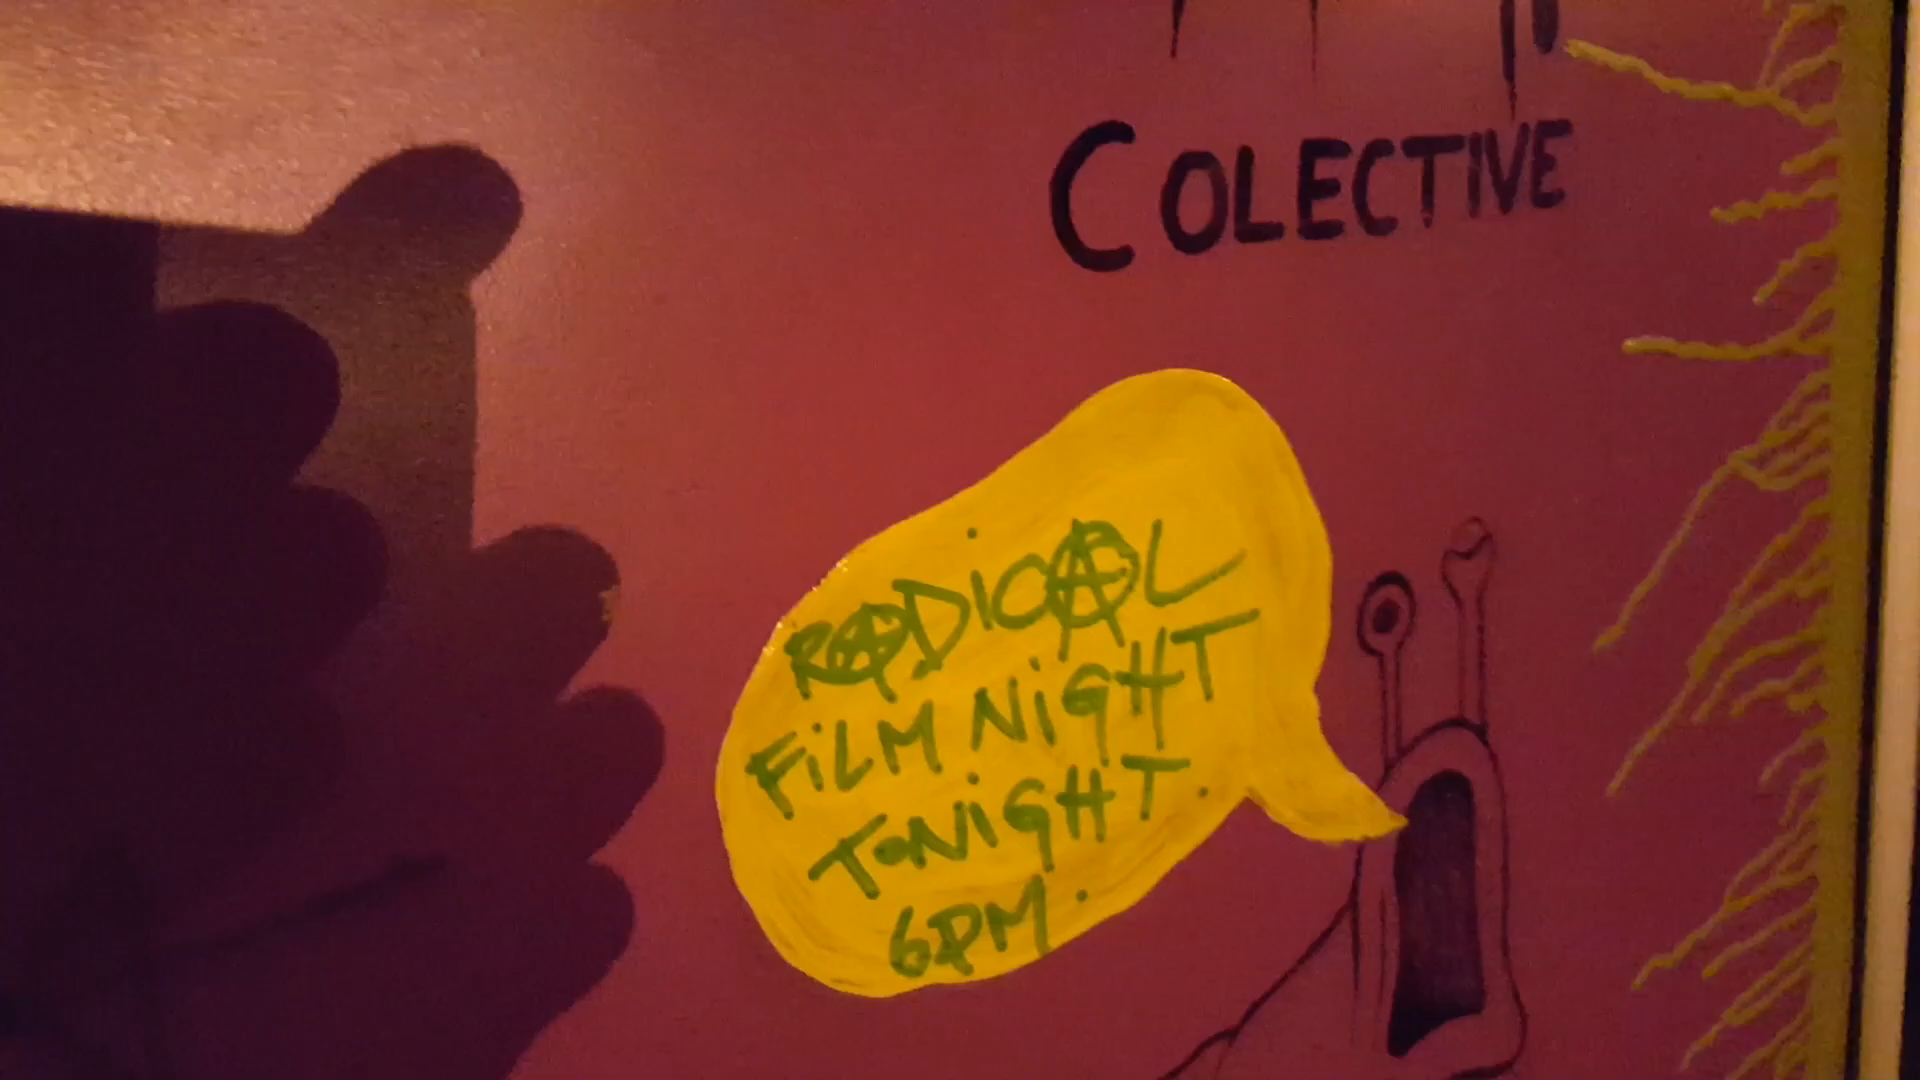 COLECTIVE
RADiCAL
FiLM NiGHT
TONiGHT.
6PM.